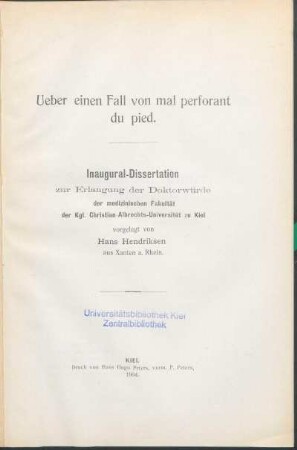 Ueber einen Fall von mal perforant
du pied.
Inaugural-Dissertation
zur Erlangung der Doktorwürde
der medizinischen Fakultät
der Kgl. Christian-Albrechts-Universität zu Kiel
vorgelegt von
Hans Hendriksen
aus Xanten a. Rhein.
Universitätsbibliothek Kiel
Zentralbibliothek
KIEL
Druck von Hans Peters, vorm. P. Peters,
1904.